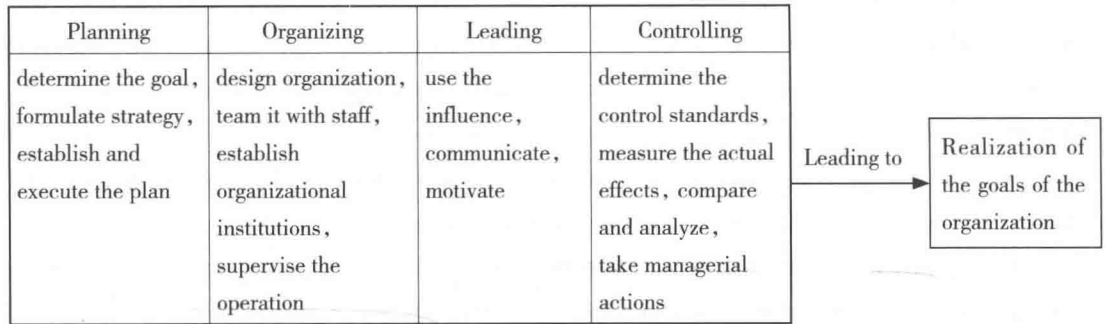 Planning
Organizing
Leading
Controlling
determine the goal,
formulate strategy,
establish and
execute the plan
design organization,
team it with staff,
establish
organizational
institutions,
supervise the
operation
use the
influence,
communicate,
motivate
determine the
control standards,
measure the actual
effects, compare
and analyze,
take managerial
actions
Leading to
Realization of
the goals of the
organization